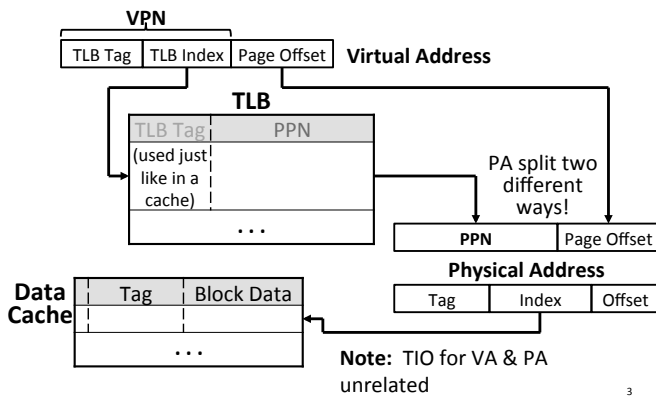 VPN
TLB Tag TLB Index Page Offset Virtual Address
TLB
TLB Tag PPN
(used just
like in a
cache)
. . .
PA split two
different
ways!
PPN Page Offset
Physical Address
Tag Index Offset
Data
Cache
Tag Block Data
. . .
Note: TIO for VA & PA
unrelated
3